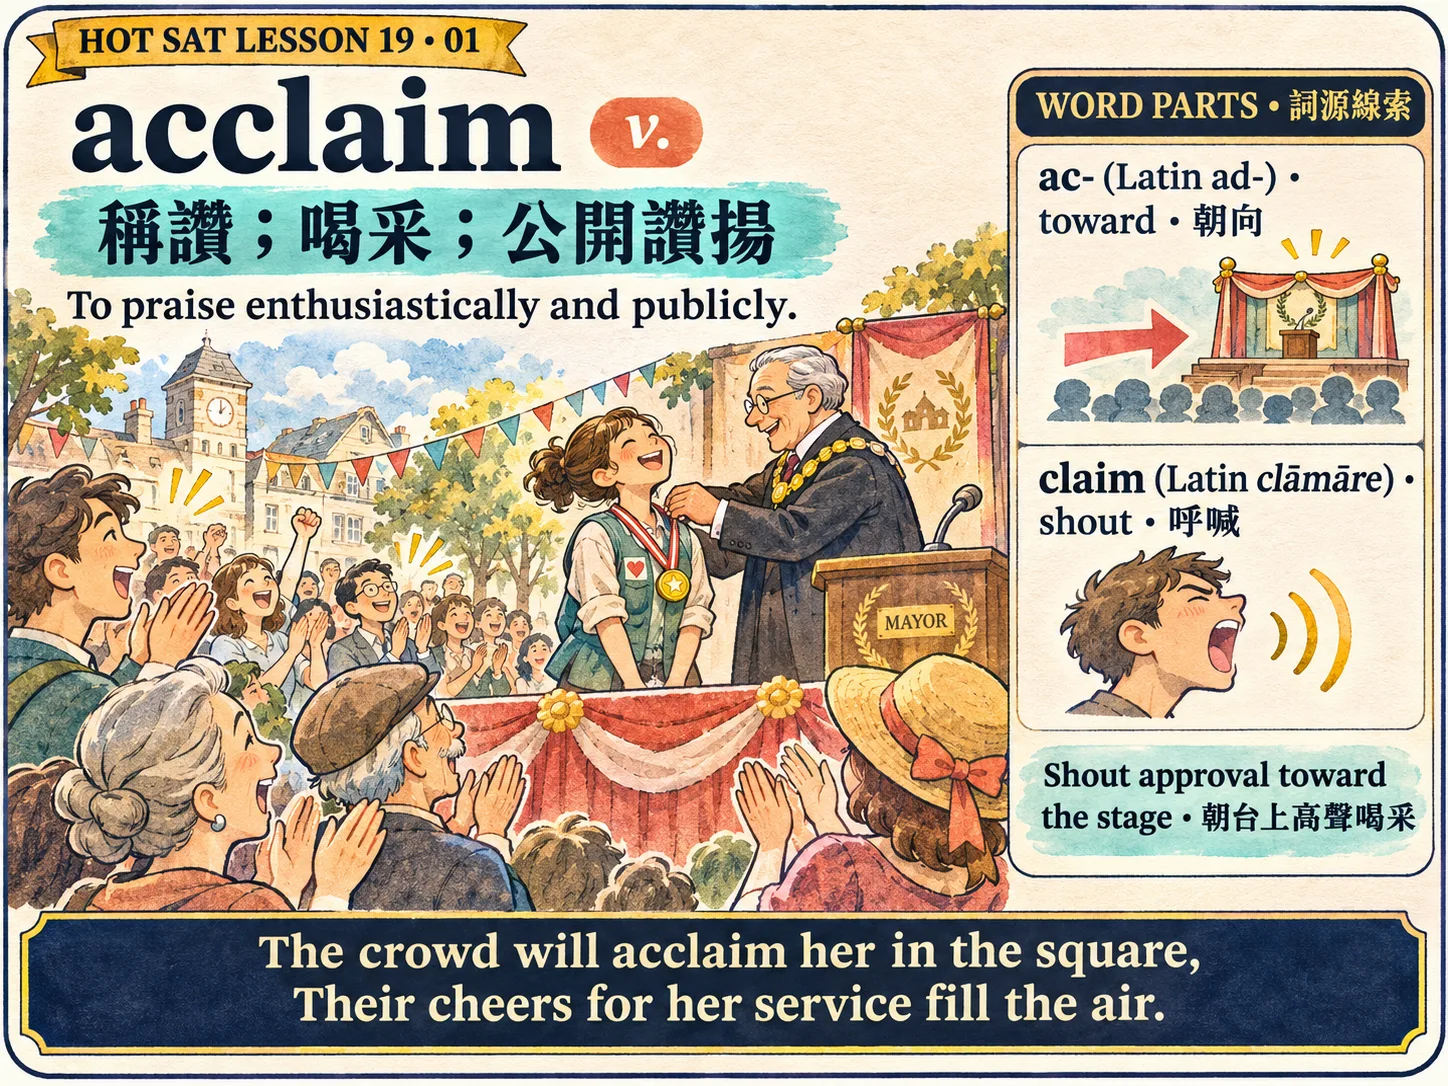 HOT SAT LESSON 19 • 01
acclaim v.
稱讚；喝采；公開讚揚
To praise enthusiastically and publicly.
MAYOR
WORD PARTS • 詞源線索
ac- (Latin ad-) •
toward • 朝向
claim (Latin clāmāre) •
shout • 呼喊
Shout approval toward
the stage • 朝台上高聲喝采
The crowd will acclaim her in the square,
Their cheers for her service fill the air.